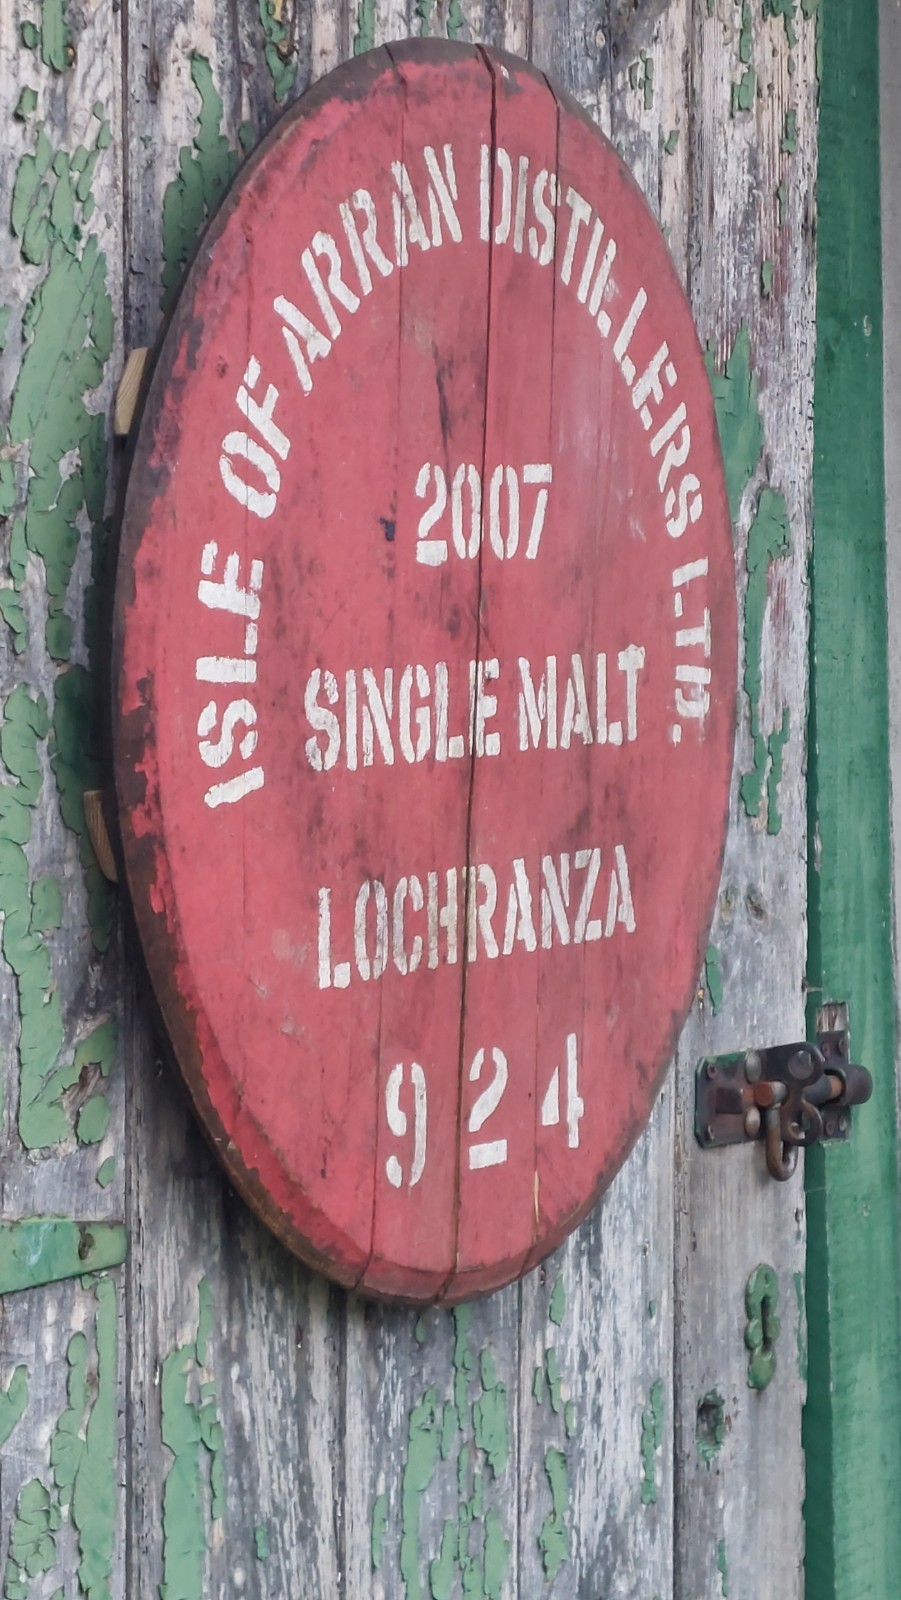 ISLE OF ARRAN DISTILLERS LTD.
2007
SINGLE MALT
LOCHRANZA
924